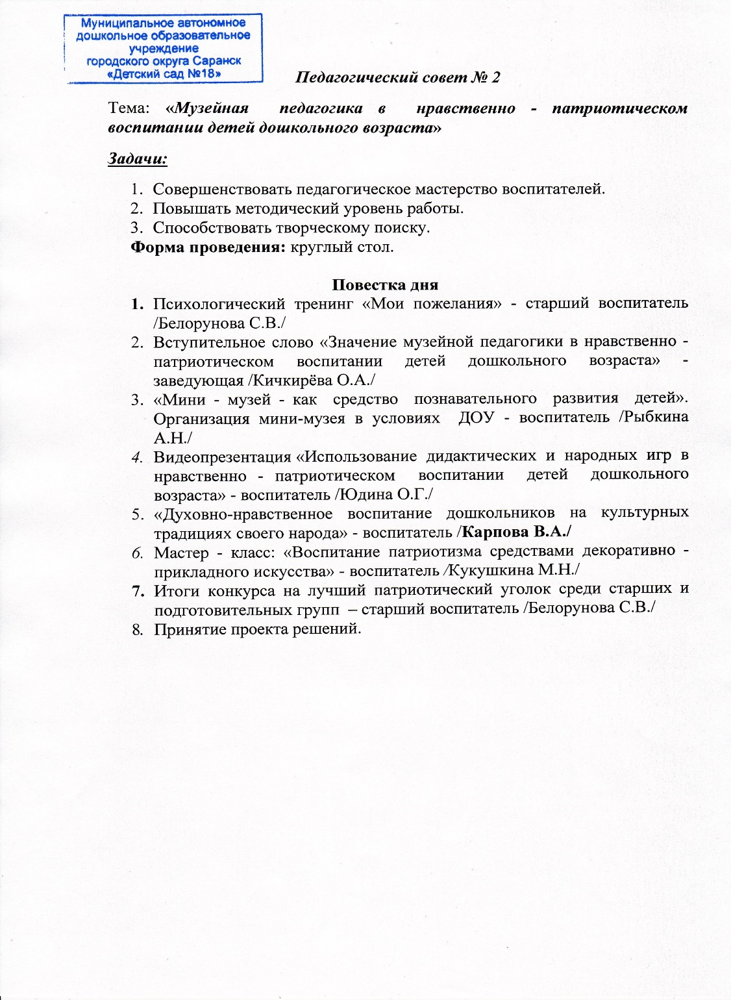 Муниципальное автономное
дошкольное образовательное
учреждение
городского округа Саранск
«Детский сад №18»
Педагогический совет № 2
Тема: «Музейная педагогика в нравственно - патриотическом
воспитании детей дошкольного возраста»
Задачи:
1. Совершенствовать педагогическое мастерство воспитателей.
2. Повышать методический уровень работы.
3. Способствовать творческому поиску.
Форма проведения: круглый стол.
Повестка дня
1. Психологический тренинг «Мои пожелания» - старший воспитатель
/Белорунова С.В./
2. Вступительное слово «Значение музейной педагогики в нравственно -
патриотическом воспитании детей дошкольного возраста» -
заведующая /Кичкирёва О.А./
3. «Мини - музей - как средство познавательного развития детей».
Организация мини-музея в условиях ДОУ - воспитатель /Рыбкина
А.Н./
4. Видеопрезентация «Использование дидактических и народных игр в
нравственно - патриотическом воспитании детей дошкольного
возраста» - воспитатель /Юдина О.Г./
5. «Духовно-нравственное воспитание дошкольников на культурных
традициях своего народа» - воспитатель /Карпова В.А./
6. Мастер - класс: «Воспитание патриотизма средствами декоративно -
прикладного искусства» - воспитатель /Кукушкина М.Н./
7. Итоги конкурса на лучший патриотический уголок среди старших и
подготовительных групп – старший воспитатель /Белорунова С.В./
8. Принятие проекта решений.